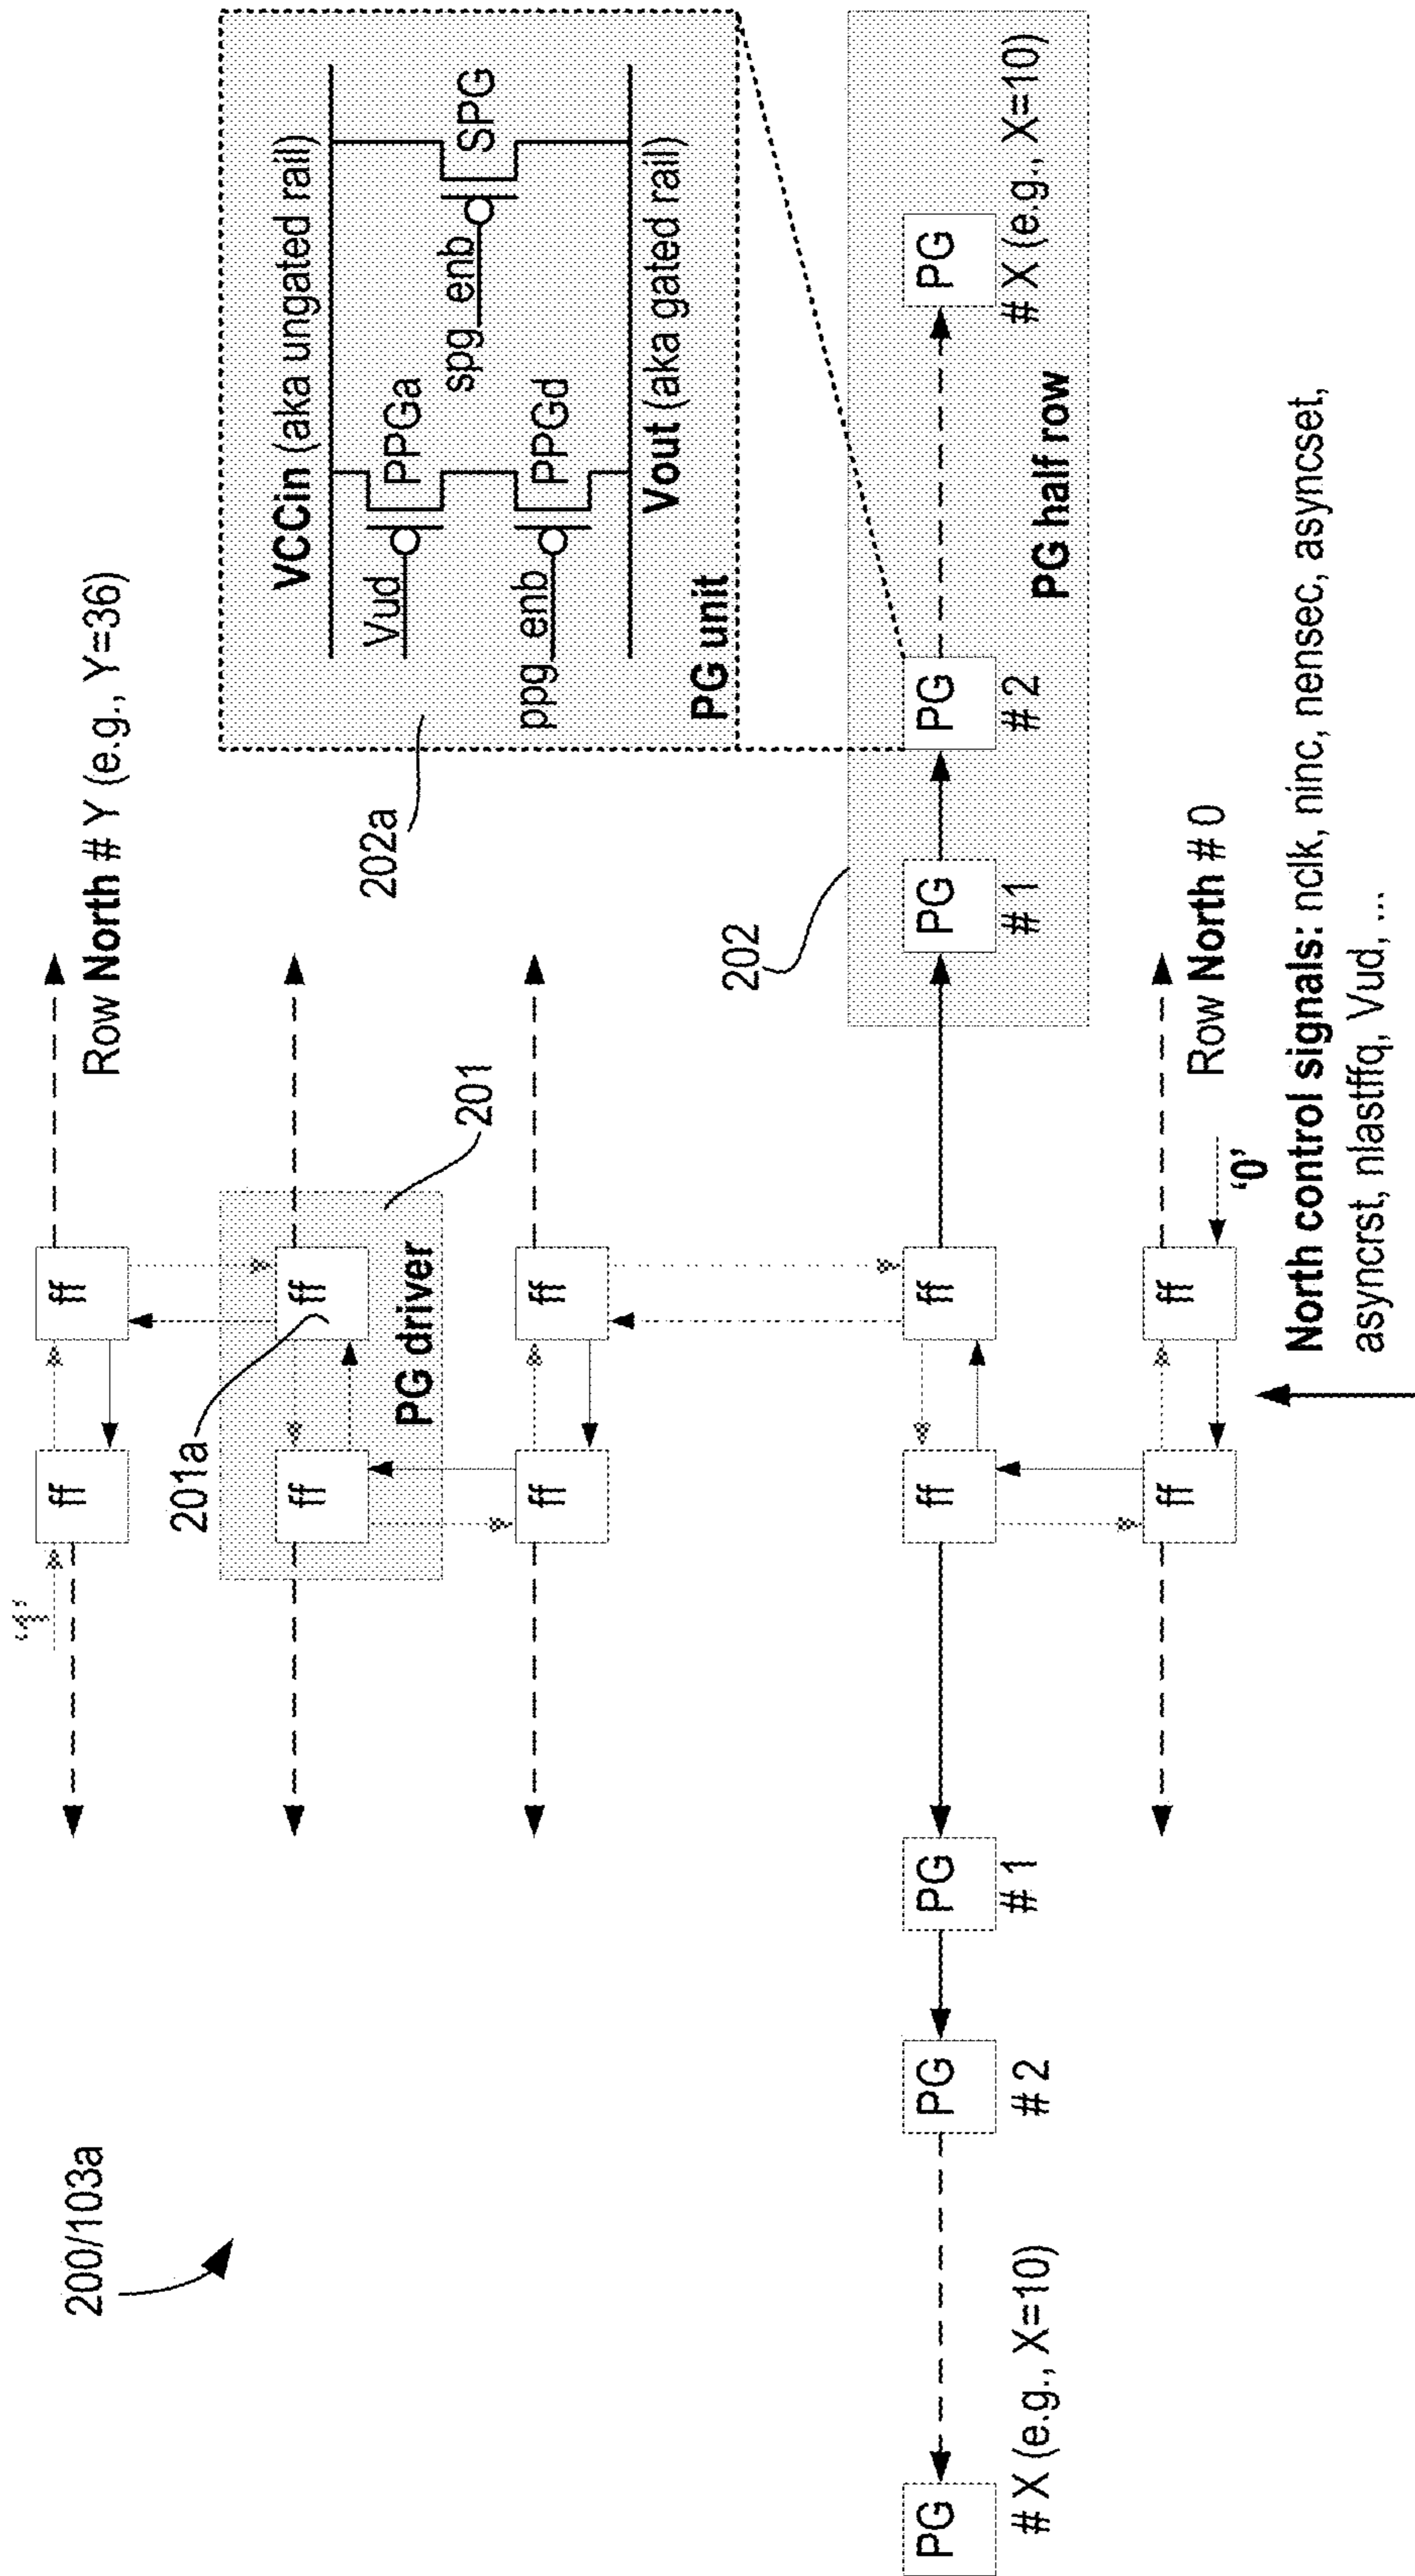 200/103a
'1'
ff
ff
Row North # Y (e.g., Y=36)
201a
ff
ff
PG driver
201
ff
ff
VCCin (aka ungated rail)
Vud
PPGa
spg_enb
SPG
ppg_enb
PPGd
Vout (aka gated rail)
PG unit
202a
202
PG
# X (e.g., X=10)
PG
# 2
PG
# 1
ff
ff
PG
# 1
PG
# 2
PG
# X (e.g., X=10)
PG half row
ff
ff
'0'
Row North # 0
North control signals: nclk, ninc, nensec, asyncset,
asyncrst, nlastffq, Vud, ...